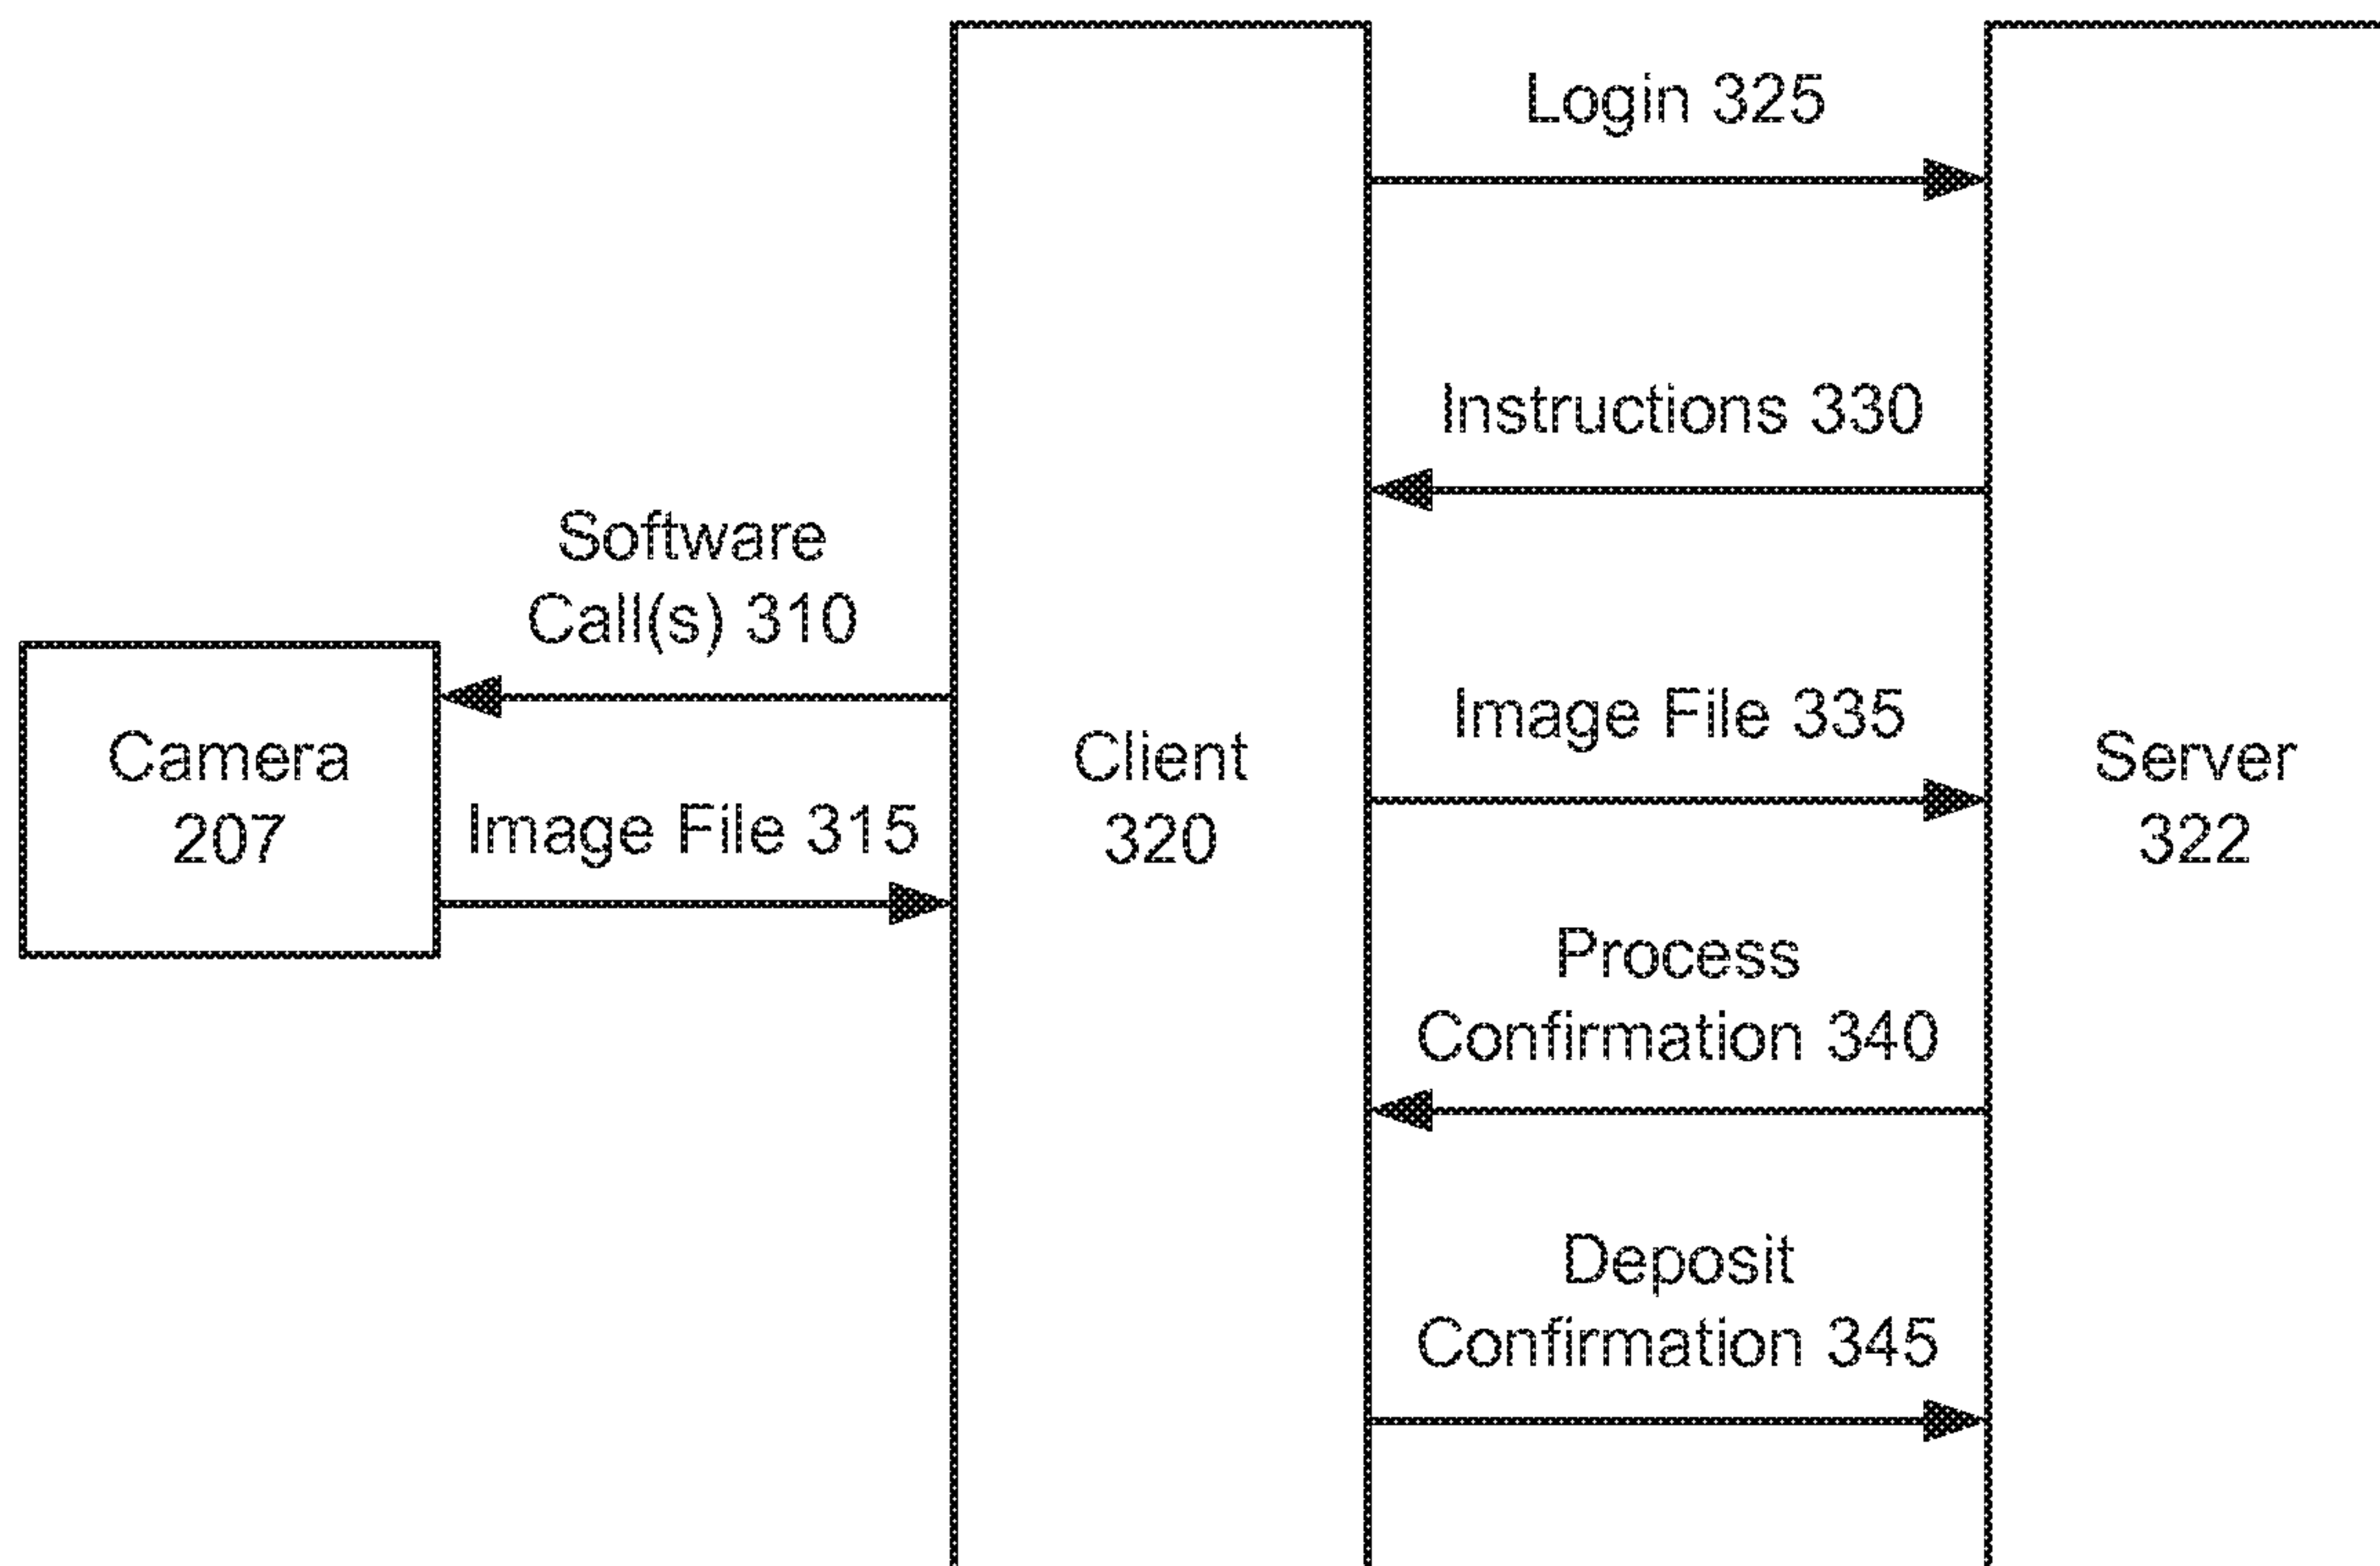 Login 325
Instructions 330
Software
Call(s) 310
Image File 335
Camera
207
Image File 315
Client
320
Server
322
Process
Confirmation 340
Deposit
Confirmation 345